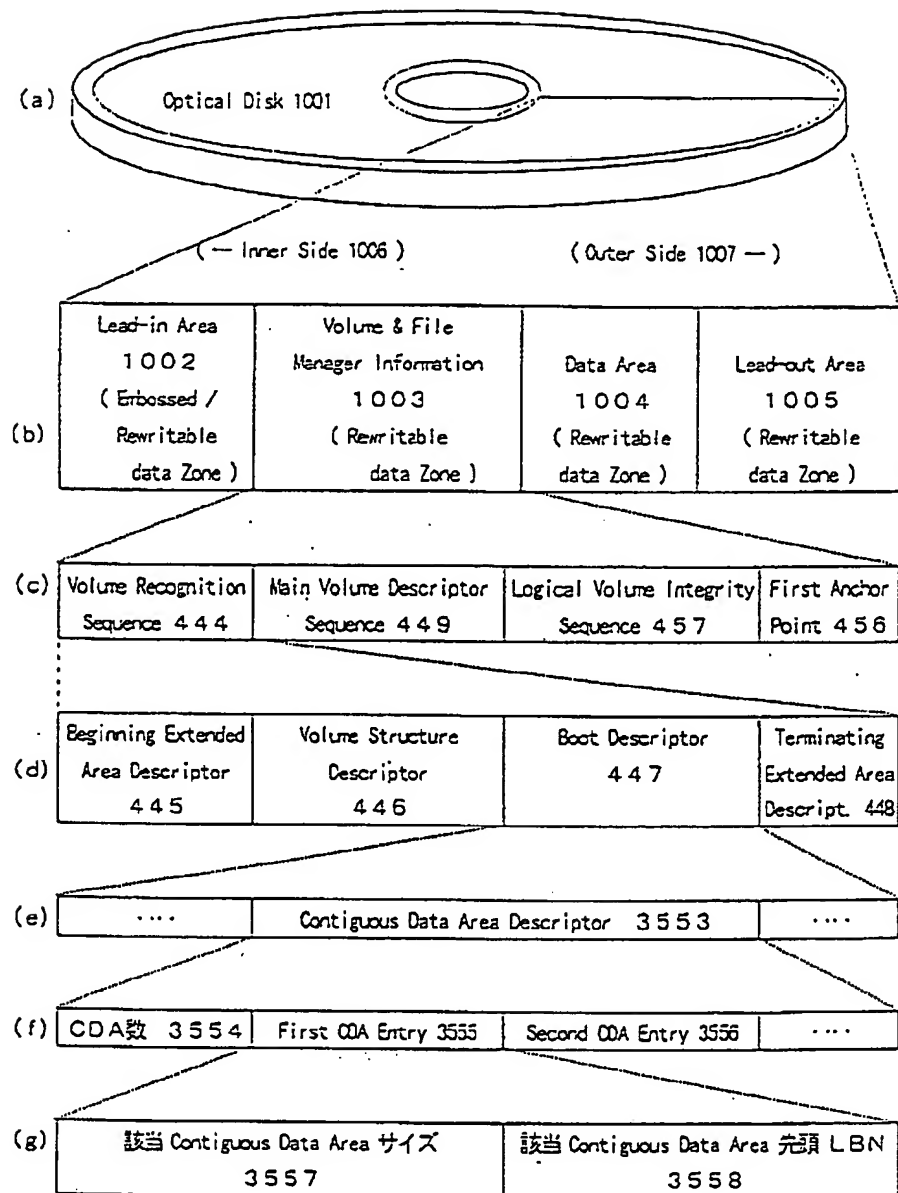 (a)
Optical Disk 1001
(— Inner Side 1006 )
( Outer Side 1007 — )
(b)
Lead-in Area
1002
( Embossed /
Rewritable
data Zone )
Volume & File
Manager Information
1003
( Rewritable
data Zone )
Data Area
1004
( Rewritable
data Zone )
Lead-out Area
1005
( Rewritable
data Zone )
(c)
Volume Recognition
Sequence 444
Main Volume Descriptor
Sequence 449
Logical Volume Integrity
Sequence 457
First Anchor
Point 456
(d)
Beginning Extended
Area Descriptor
445
Volume Structure
Descriptor
446
Boot Descriptor
447
Terminating
Extended Area
Descript. 448
(e)
····
Contiguous Data Area Descriptor 3553
····
(f)
CDA数 3554
First CDA Entry 3555
Second CDA Entry 3556
····
(g)
該当 Contiguous Data Area サイズ
3557
該当 Contiguous Data Area 先頭 LBN
3558